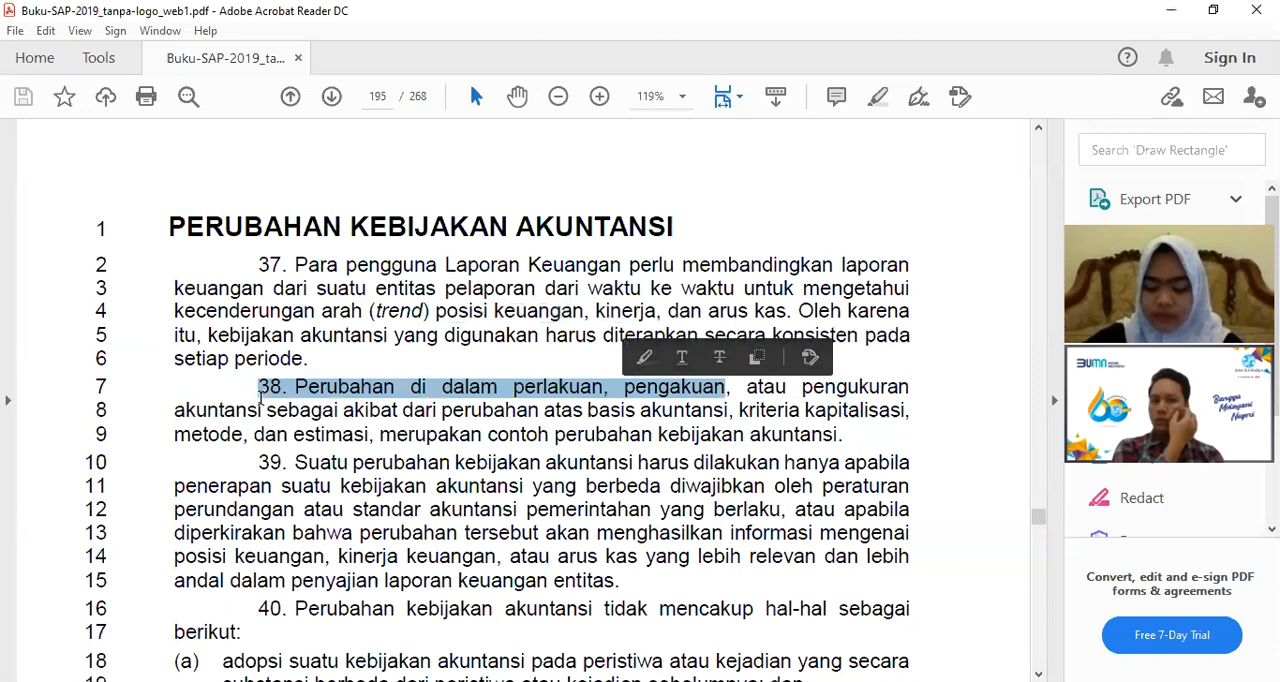 Buku-SAP-2019_tanpa-logo_web1.pdf - Adobe Acrobat Reader DC
File Edit View Sign Window Help
Home Tools Buku-SAP-2019_ta... × Sign In
195 / 268 119%
Search 'Draw Rectangle'
Export PDF
1 PERUBAHAN KEBIJAKAN AKUNTANSI
2 37. Para pengguna Laporan Keuangan perlu membandingkan laporan
3 keuangan dari suatu entitas pelaporan dari waktu ke waktu untuk mengetahui
4 kecenderungan arah (trend) posisi keuangan, kinerja, dan arus kas. Oleh karena
5 itu, kebijakan akuntansi yang digunakan harus diterapkan secara konsisten pada
6 setiap periode.
7 38. Perubahan di dalam perlakuan, pengakuan, atau pengukuran
8 akuntansi sebagai akibat dari perubahan atas basis akuntansi, kriteria kapitalisasi,
9 metode, dan estimasi, merupakan contoh perubahan kebijakan akuntansi.
10 39. Suatu perubahan kebijakan akuntansi harus dilakukan hanya apabila
11 penerapan suatu kebijakan akuntansi yang berbeda diwajibkan oleh peraturan
12 perundangan atau standar akuntansi pemerintahan yang berlaku, atau apabila
13 diperkirakan bahwa perubahan tersebut akan menghasilkan informasi mengenai
14 posisi keuangan, kinerja keuangan, atau arus kas yang lebih relevan dan lebih
15 andal dalam penyajian laporan keuangan entitas.
16 40. Perubahan kebijakan akuntansi tidak mencakup hal-hal sebagai
17 berikut:
18 (a) adopsi suatu kebijakan akuntansi pada peristiwa atau kejadian yang secara
BUMN
Bangga
Melayani
Negeri
Redact
Convert, edit and e-sign PDF
forms & agreements
Free 7-Day Trial